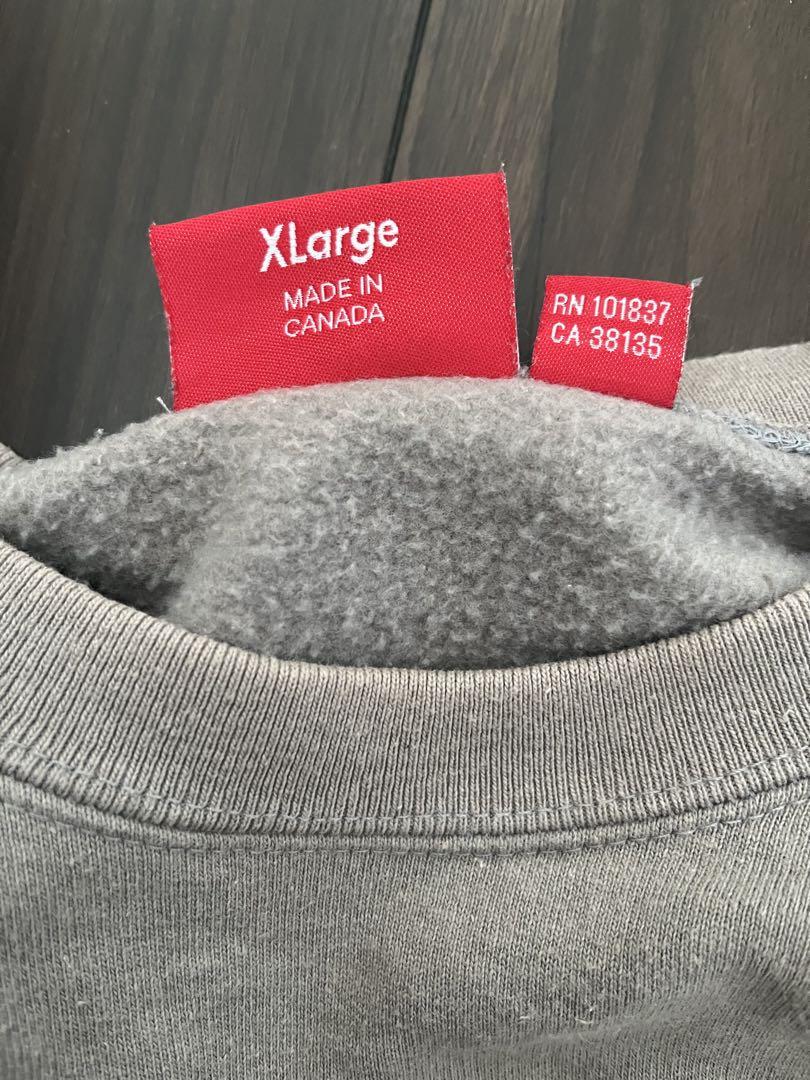 XLarge
MADE IN
CANADA
RN 101837
CA 38135